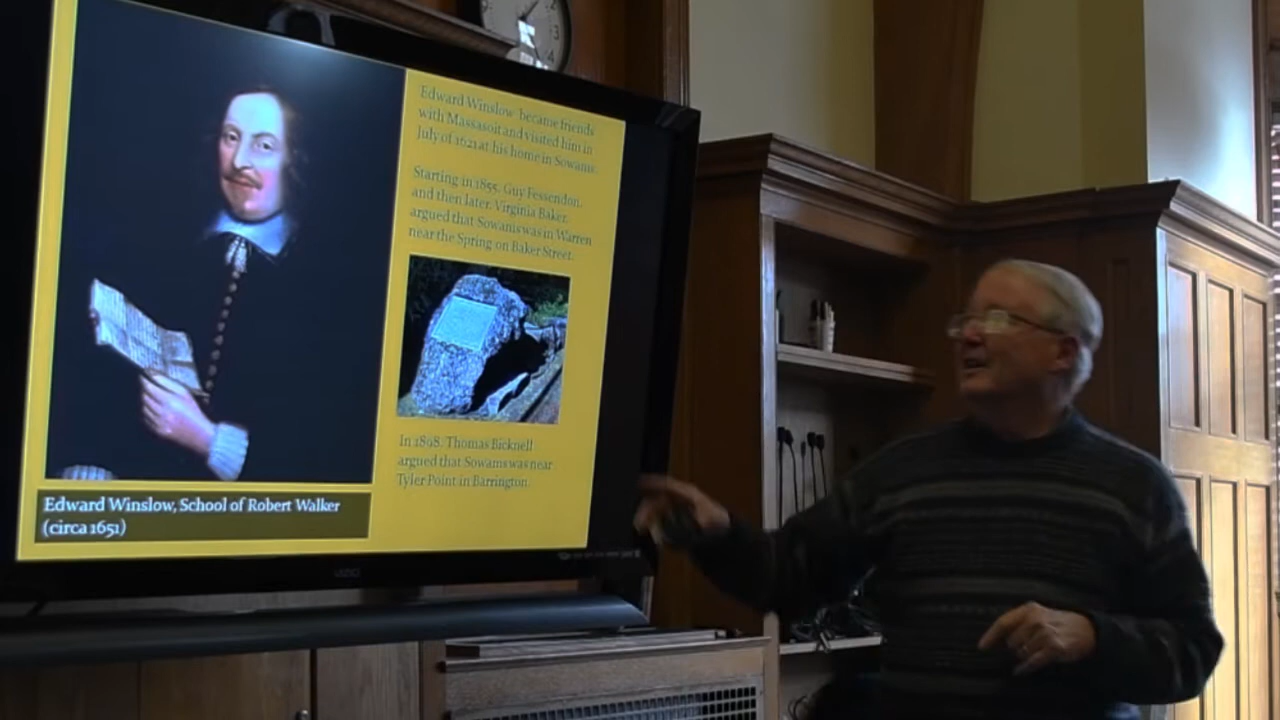 Edward Winslow became friends
with Massasoit and visited him in
July of 1621 at his home in Sowams.
Starting in 1855, Guy Fessendon,
and then later, Virginia Baker,
argued that Sowams was in Warren
near the Spring on Baker Street.
In 1898, Thomas Bicknell
argued that Sowams was near
Tyler Point in Barrington.
Edward Winslow, School of Robert Walker
(circa 1651)
VIZIO